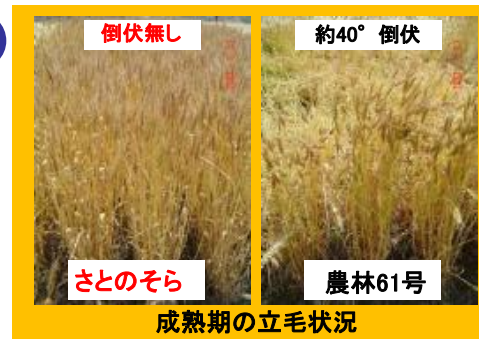 倒伏無し
約40°倒伏
さとのそら
農林61号
成熟期の立毛状況